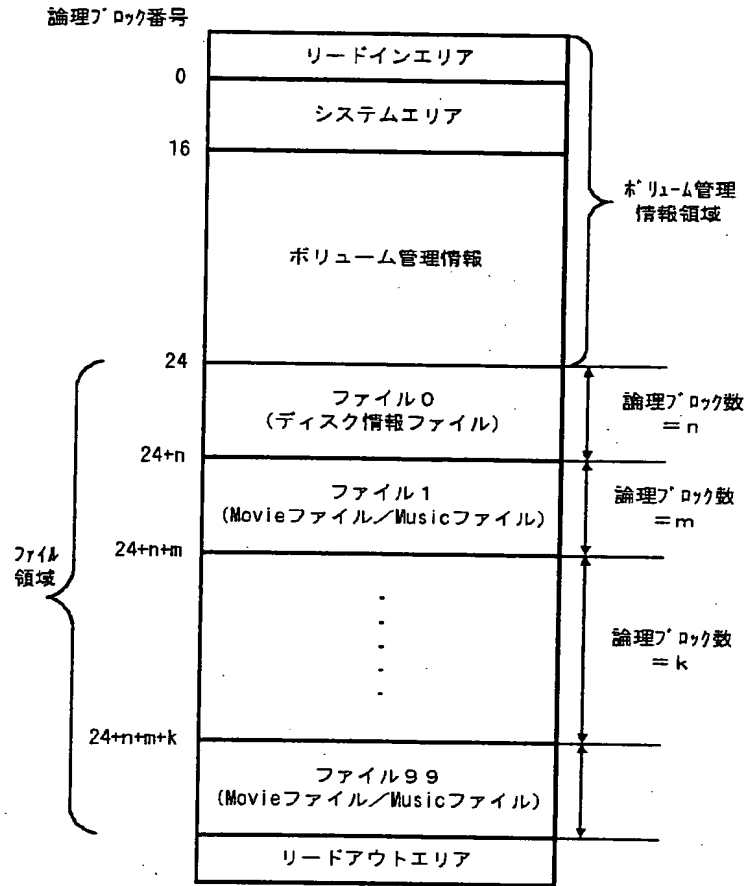 論理ブロック番号
リードインエリア
0
システムエリア
16
ボリューム管理
情報領域
ボリューム管理情報
24
ファイル0
(ディスク情報ファイル)
論理ブロック数
=n
24+n
ファイル1
(Movieファイル/Musicファイル)
論理ブロック数
=m
24+n+m
ファイル
領域
論理ブロック数
=k
24+n+m+k
ファイル99
(Movieファイル/Musicファイル)
リードアウトエリア